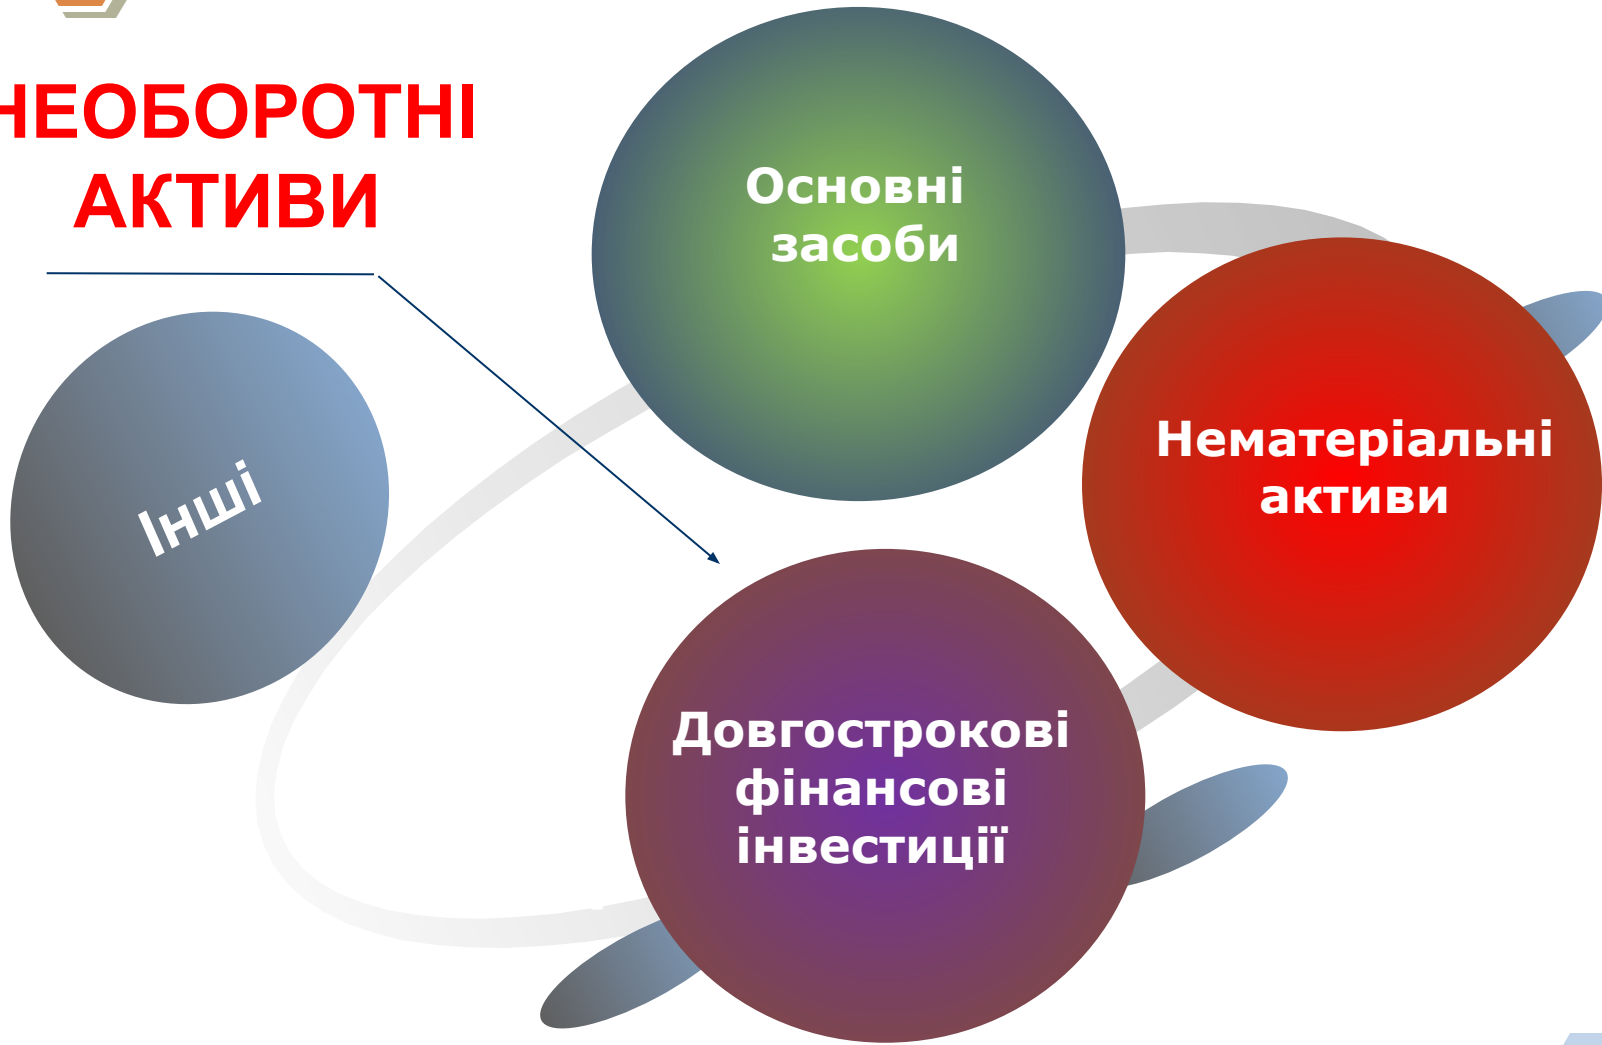 НЕОБОРОТНІ
АКТИВИ
Основні
засоби
Нематеріальні
активи
Інші
Довгострокові
фінансові
інвестиції